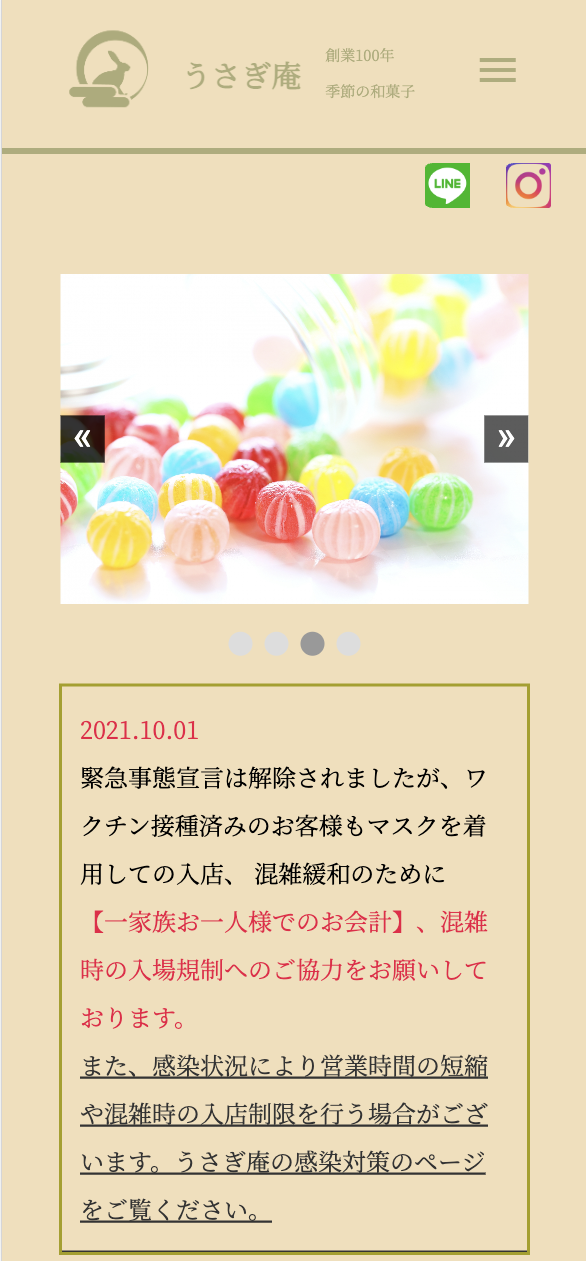 うさぎ庵
創業100年
季節の和菓子
LINE
«
»
2021.10.01
緊急事態宣言は解除されましたが、ワ
クチン接種済みのお客様もマスクを着
用しての入店、 混雑緩和のために
【一家族お一人様でのお会計】、混雑
時の入場規制へのご協力をお願いして
おります。
また、感染状況により営業時間の短縮
や混雑時の入店制限を行う場合がござ
います。うさぎ庵の感染対策のページ
をご覧ください。